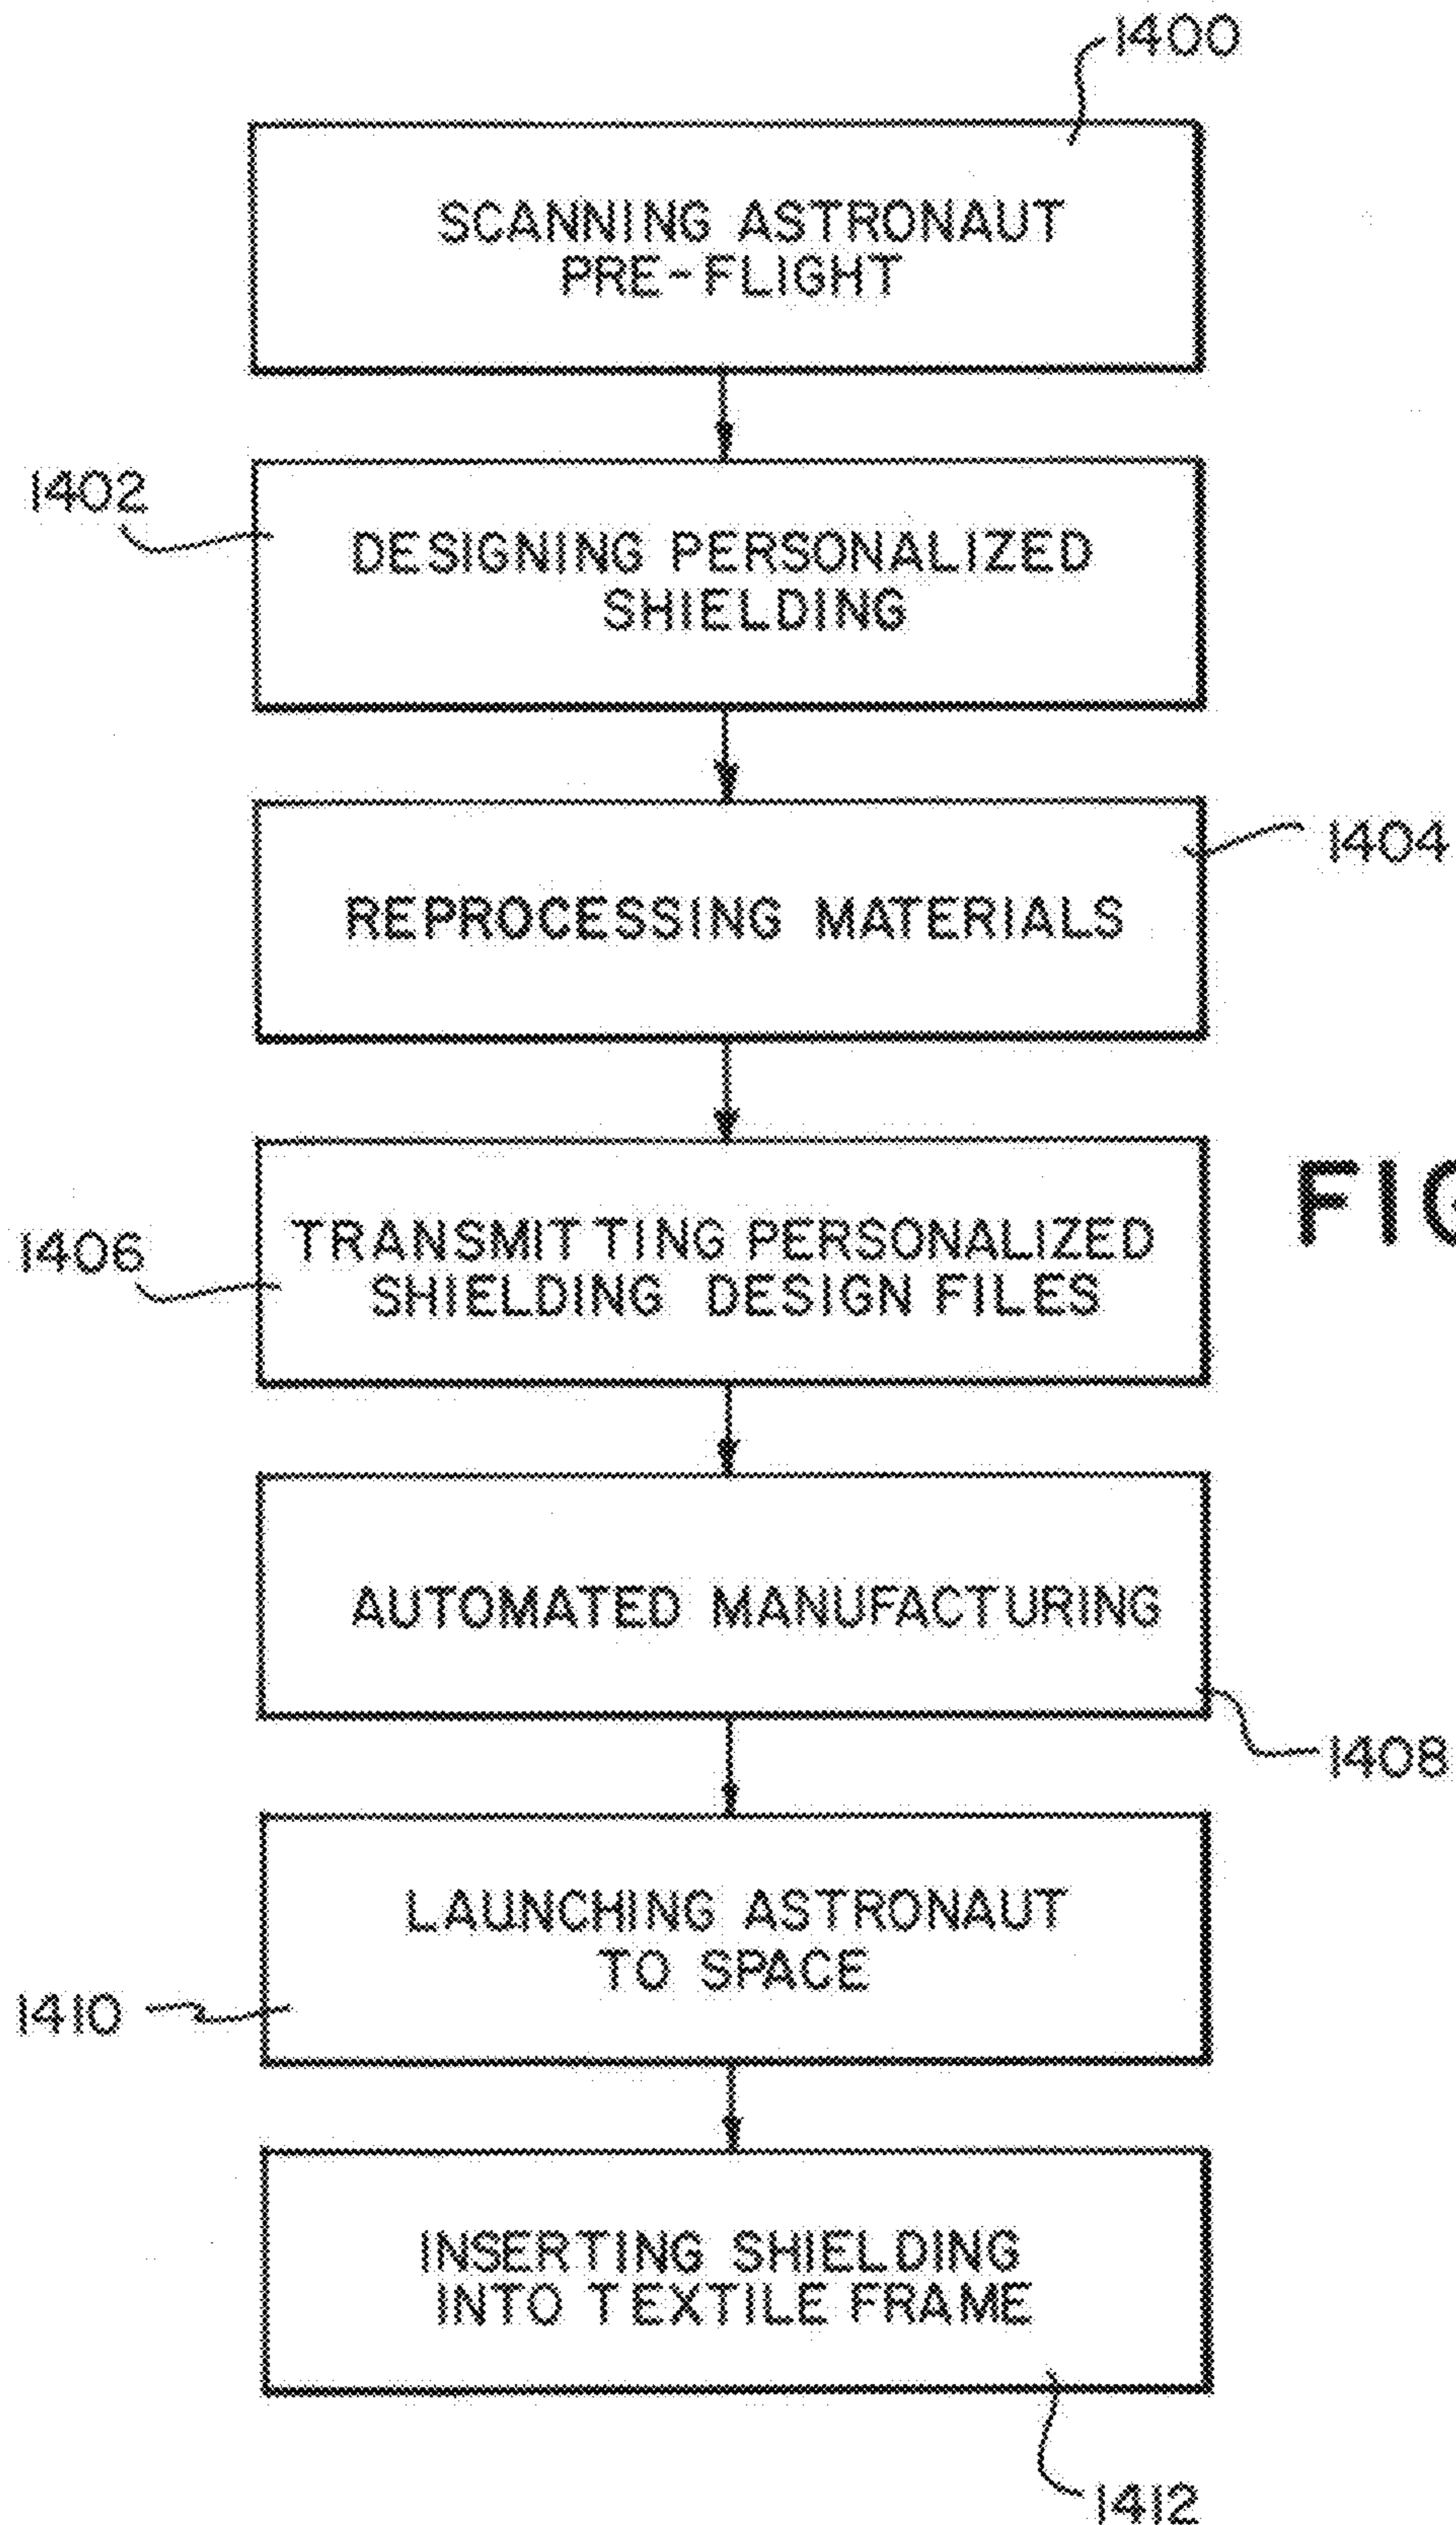 1400
SCANNING ASTRONAUT
PRE-FLIGHT
1402
DESIGNING PERSONALIZED
SHIELDING
1404
REPROCESSING MATERIALS
1406
TRANSMITTING PERSONALIZED
SHIELDING DESIGN FILES
AUTOMATED MANUFACTURING
1408
LAUNCHING ASTRONAUT
TO SPACE
1410
INSERTING SHIELDING
INTO TEXTILE FRAME
1412